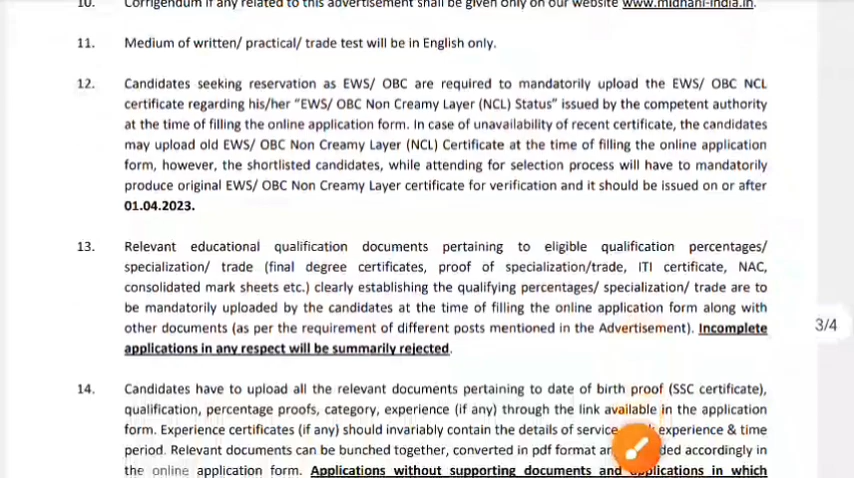 10. Corrigendum if any related to this advertisement shall be given only on our website www.midhani-india.in.
11. Medium of written/ practical/ trade test will be in English only.
12. Candidates seeking reservation as EWS/ OBC are required to mandatorily upload the EWS/ OBC NCL
certificate regarding his/her "EWS/ OBC Non Creamy Layer (NCL) Status" issued by the competent authority
at the time of filling the online application form. In case of unavailability of recent certificate, the candidates
may upload old EWS/ OBC Non Creamy Layer (NCL) Certificate at the time of filling the online application
form, however, the shortlisted candidates, while attending for selection process will have to mandatorily
produce original EWS/ OBC Non Creamy Layer certificate for verification and it should be issued on or after
01.04.2023.
13. Relevant educational qualification documents pertaining to eligible qualification percentages/
specialization/ trade (final degree certificates, proof of specialization/trade, ITI certificate, NAC,
consolidated mark sheets etc.) clearly establishing the qualifying percentages/ specialization/ trade are to
be mandatorily uploaded by the candidates at the time of filling the online application form along with
other documents (as per the requirement of different posts mentioned in the Advertisement). Incomplete
applications in any respect will be summarily rejected.
3/4
14. Candidates have to upload all the relevant documents pertaining to date of birth proof (SSC certificate),
qualification, percentage proofs, category, experience (if any) through the link available in the application
form. Experience certificates (if any) should invariably contain the details of service experience & time
period. Relevant documents can be bunched together, converted in pdf format accordingly in
the online application form. Applications without supporting documents and in which